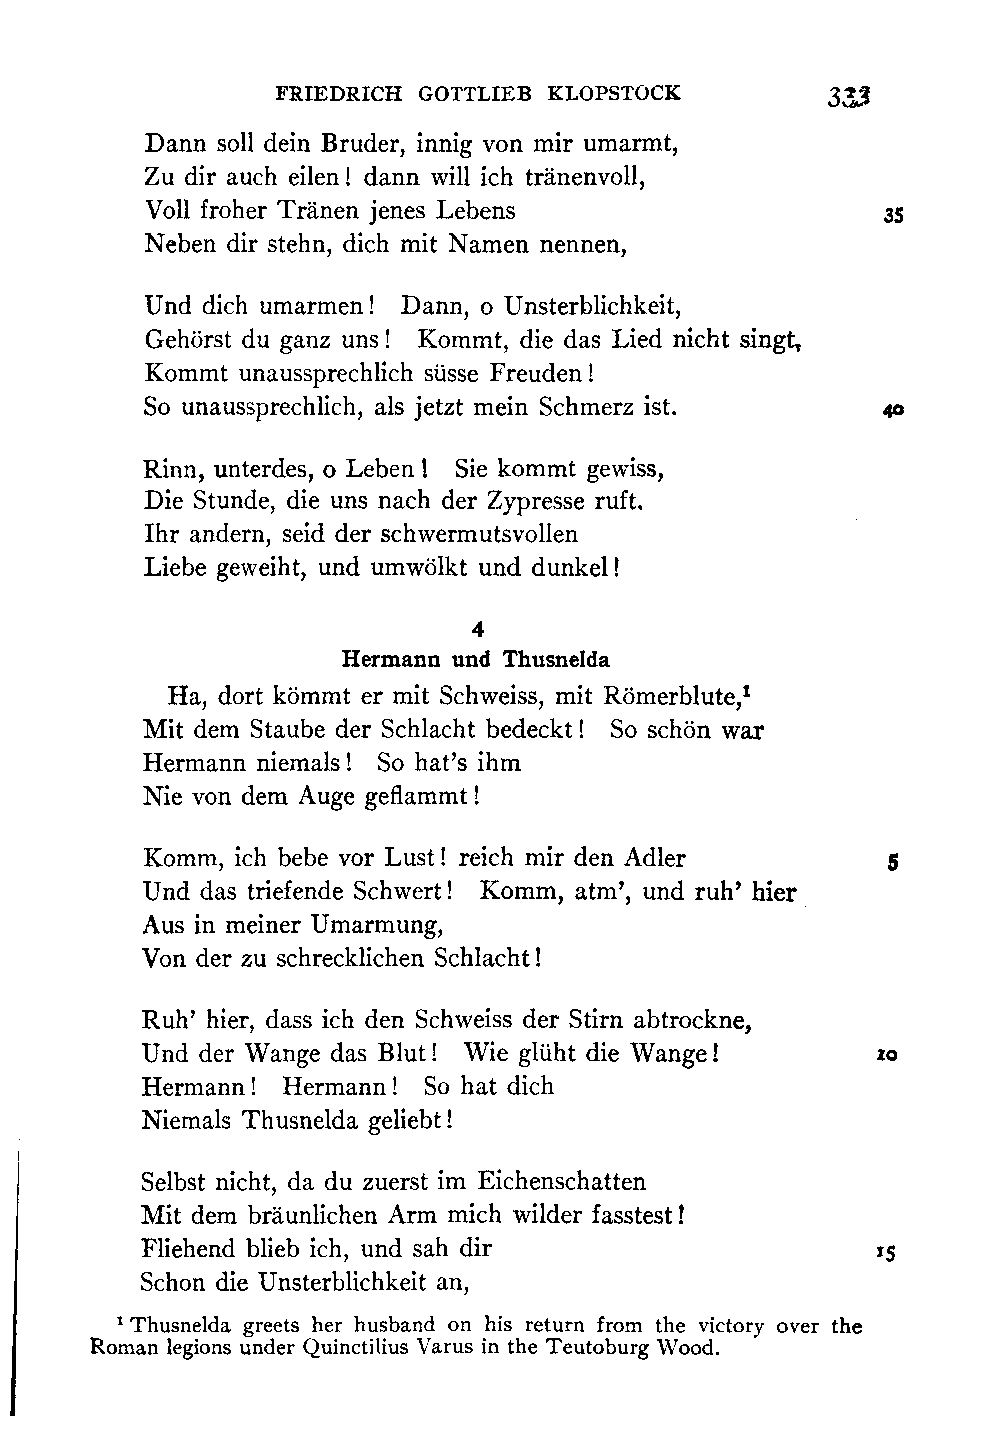 FRIEDRICH GOTTLIEB KLOPSTOCK 333
Dann soll dein Bruder, innig von mir umarmt,
Zu dir auch eilen! dann will ich tränenvoll,
Voll froher Tränen jenes Lebens 35
Neben dir stehn, dich mit Namen nennen,
Und dich umarmen! Dann, o Unsterblichkeit,
Gehörst du ganz uns! Kommt, die das Lied nicht singt,
Kommt unaussprechlich süsse Freuden!
So unaussprechlich, als jetzt mein Schmerz ist. 40
Rinn, unterdes, o Leben! Sie kommt gewiss,
Die Stunde, die uns nach der Zypresse ruft.
Ihr andern, seid der schwermutsvollen
Liebe geweiht, und umwölkt und dunkel!
4
Hermann und Thusnelda
Ha, dort kömmt er mit Schweiss, mit Römerblute,¹
Mit dem Staube der Schlacht bedeckt! So schön war
Hermann niemals! So hat's ihm
Nie von dem Auge geflammt!
Komm, ich bebe vor Lust! reich mir den Adler 5
Und das triefende Schwert! Komm, atm', und ruh' hier
Aus in meiner Umarmung,
Von der zu schrecklichen Schlacht!
Ruh' hier, dass ich den Schweiss der Stirn abtrockne,
Und der Wange das Blut! Wie glüht die Wange! 10
Hermann! Hermann! So hat dich
Niemals Thusnelda geliebt!
Selbst nicht, da du zuerst im Eichenschatten
Mit dem bräunlichen Arm mich wilder fasstest!
Fliehend blieb ich, und sah dir 15
Schon die Unsterblichkeit an,
¹ Thusnelda greets her husband on his return from the victory over the
Roman legions under Quinctilius Varus in the Teutoburg Wood.